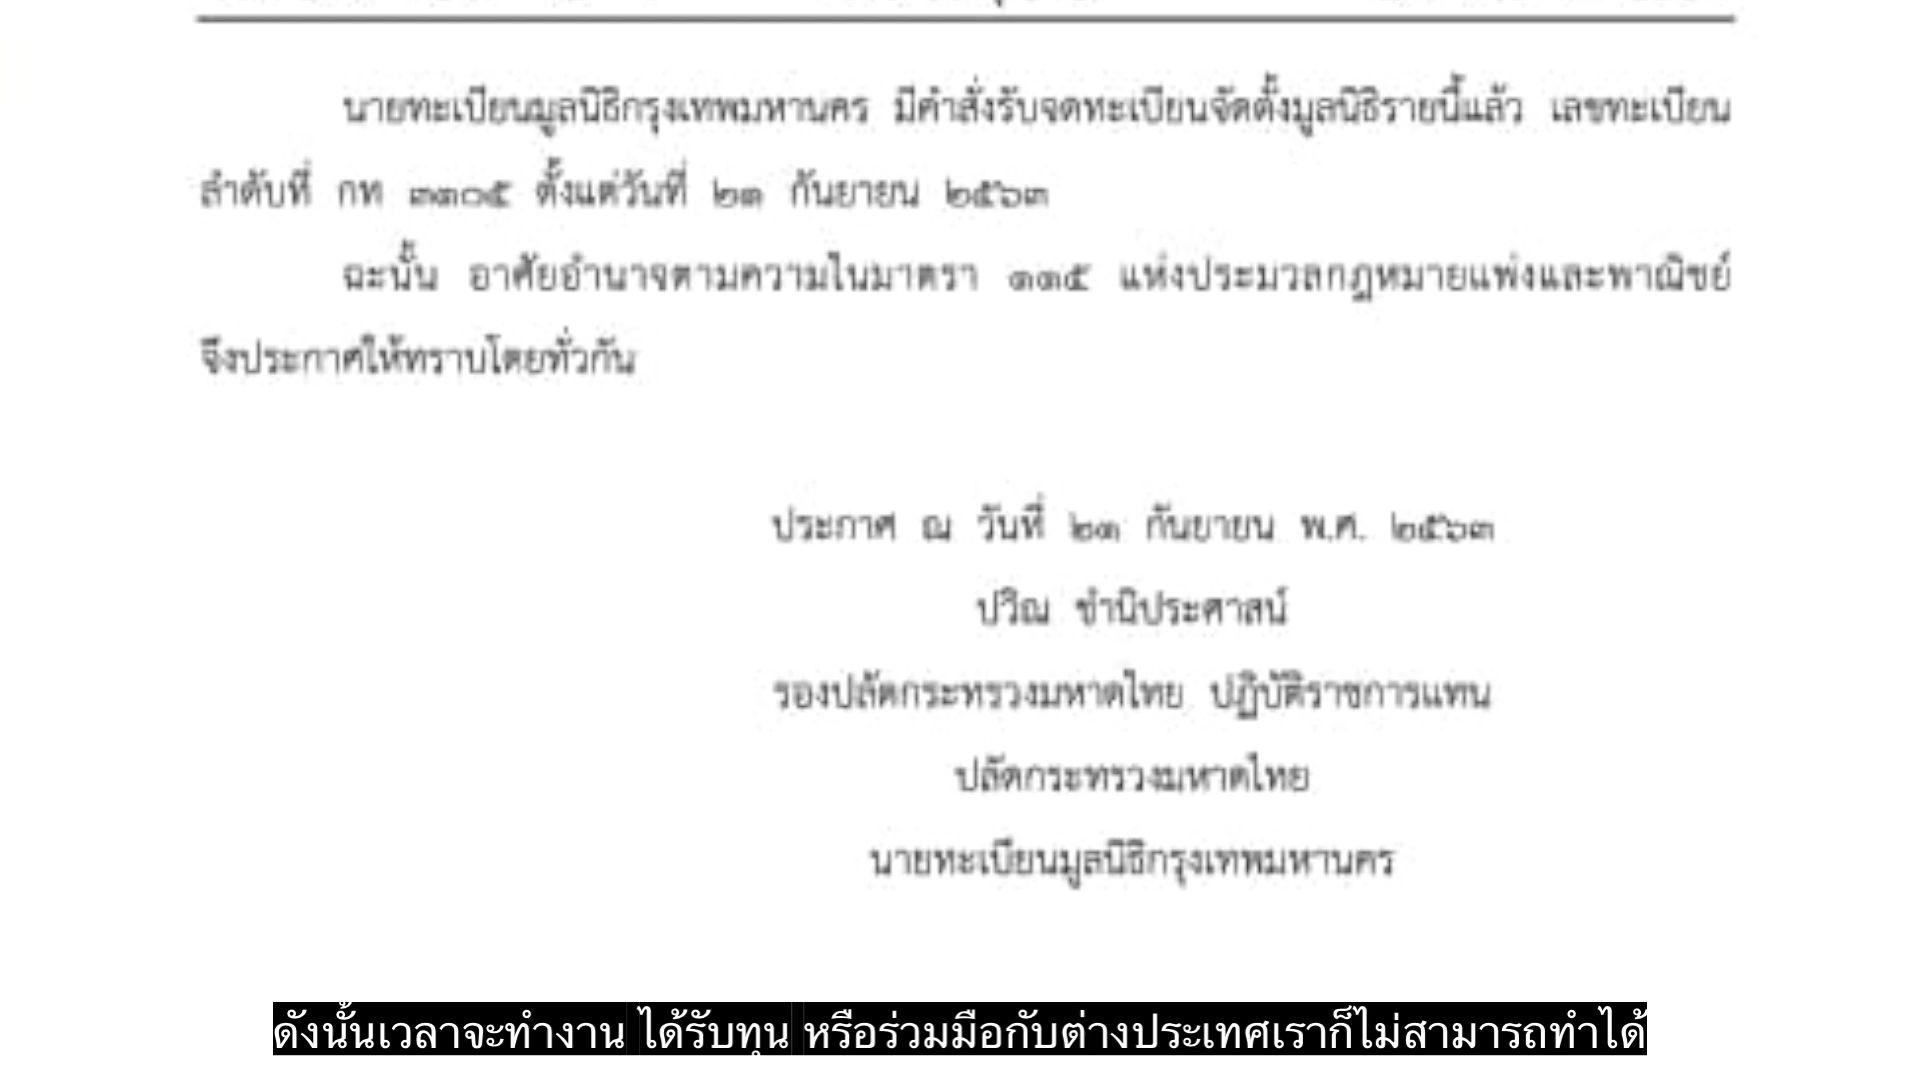 นายทะเบียนมูลนิธิกรุงเทพมหานคร มีคำสั่งรับจดทะเบียนจัดตั้งมูลนิธิรายนี้แล้ว เลขทะเบียน
ลำดับที่ กท ๓๓๐๕ ตั้งแต่วันที่ ๒๑ กันยายน ๒๕๖๓
ฉะนั้น อาศัยอำนาจตามความในมาตรา ๑๑๕ แห่งประมวลกฎหมายแพ่งและพาณิชย์
จึงประกาศให้ทราบโดยทั่วกัน
ประกาศ ณ วันที่ ๒๓ กันยายน พ.ศ. ๒๕๖๓
ปวิณ ชำนิประศาสน์
รองปลัดกระทรวงมหาดไทย ปฏิบัติราชการแทน
ปลัดกระทรวงมหาดไทย
นายทะเบียนมูลนิธิกรุงเทพมหานคร
ดังนั้นเวลาจะทำงาน ได้รับทุน หรือร่วมมือกับต่างประเทศเราก็ไม่สามารถทำได้